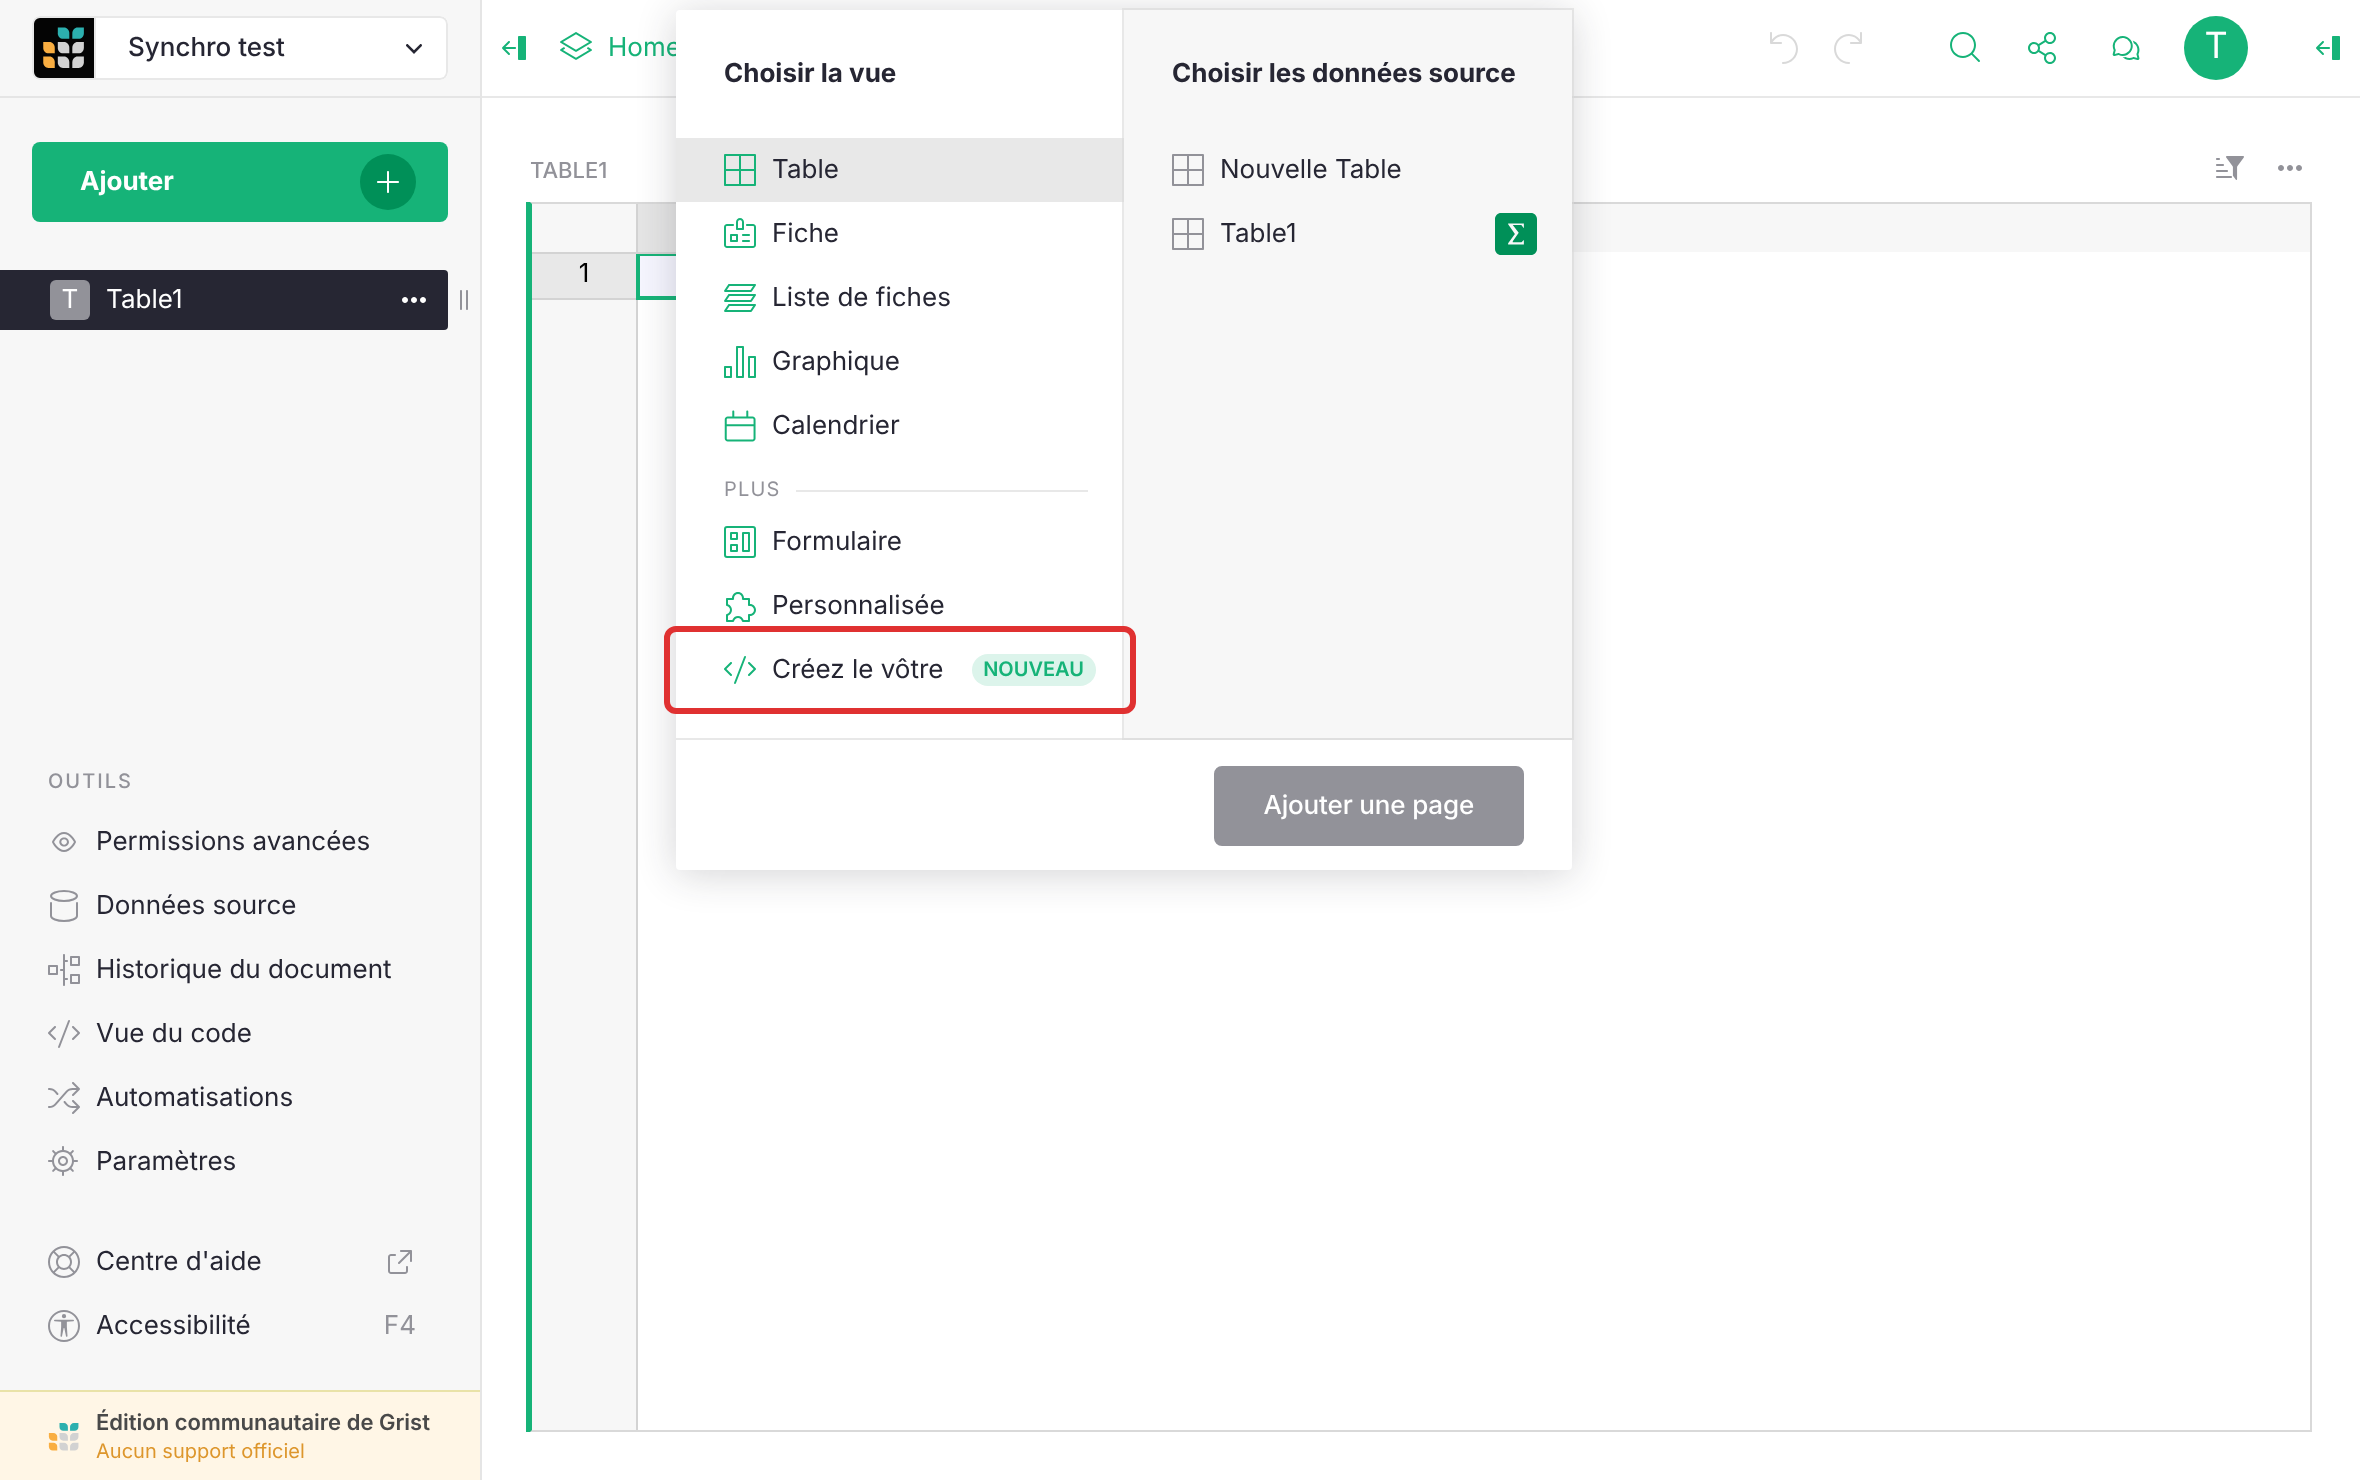 Synchro test
Ajouter
T
Table1
OUTILS
Permissions avancées
Données source
Historique du document
Vue du code
Automatisations
Paramètres
Centre d'aide
Accessibilité
F4
Édition communautaire de Grist
Aucun support officiel
Home
T
TABLE1
1
Choisir la vue
Table
Fiche
Liste de fiches
Graphique
Calendrier
PLUS
Formulaire
Personnalisée
Créez le vôtre
NOUVEAU
Choisir les données source
Nouvelle Table
Table1
Σ
Ajouter une page